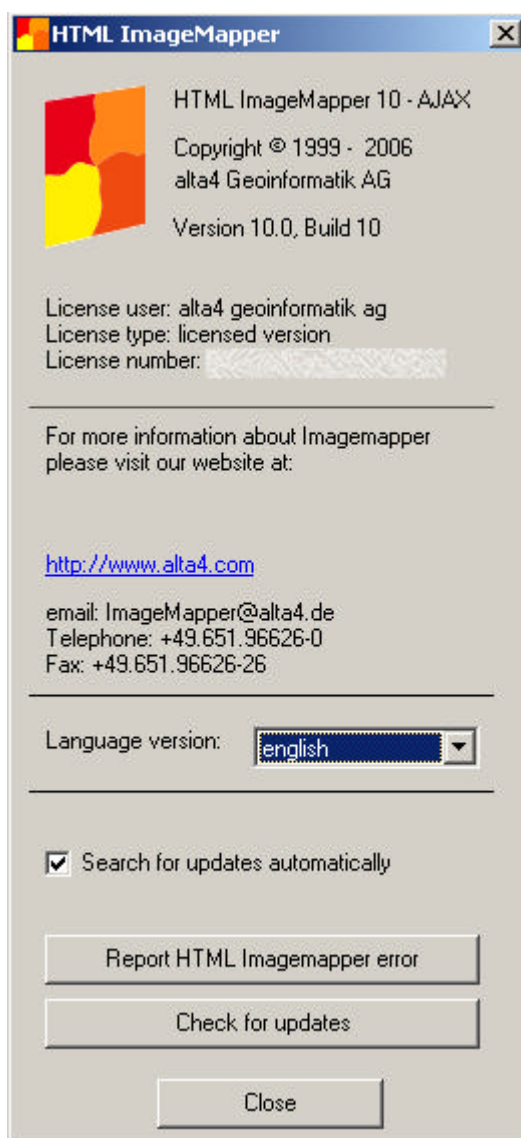 HTML ImageMapper
HTML ImageMapper 10 - AJAX
Copyright © 1999 - 2006
alta4 Geoinformatik AG
Version 10.0, Build 10
License user: alta4 geoinformatik ag
License type: licensed version
License number:
For more information about Imagemapper
please visit our website at:
http://www.alta4.com
email: ImageMapper@alta4.de
Telephone: +49.651.96626-0
Fax: +49.651.96626-26
Language version:
english
Search for updates automatically
Report HTML Imagemapper error
Check for updates
Close